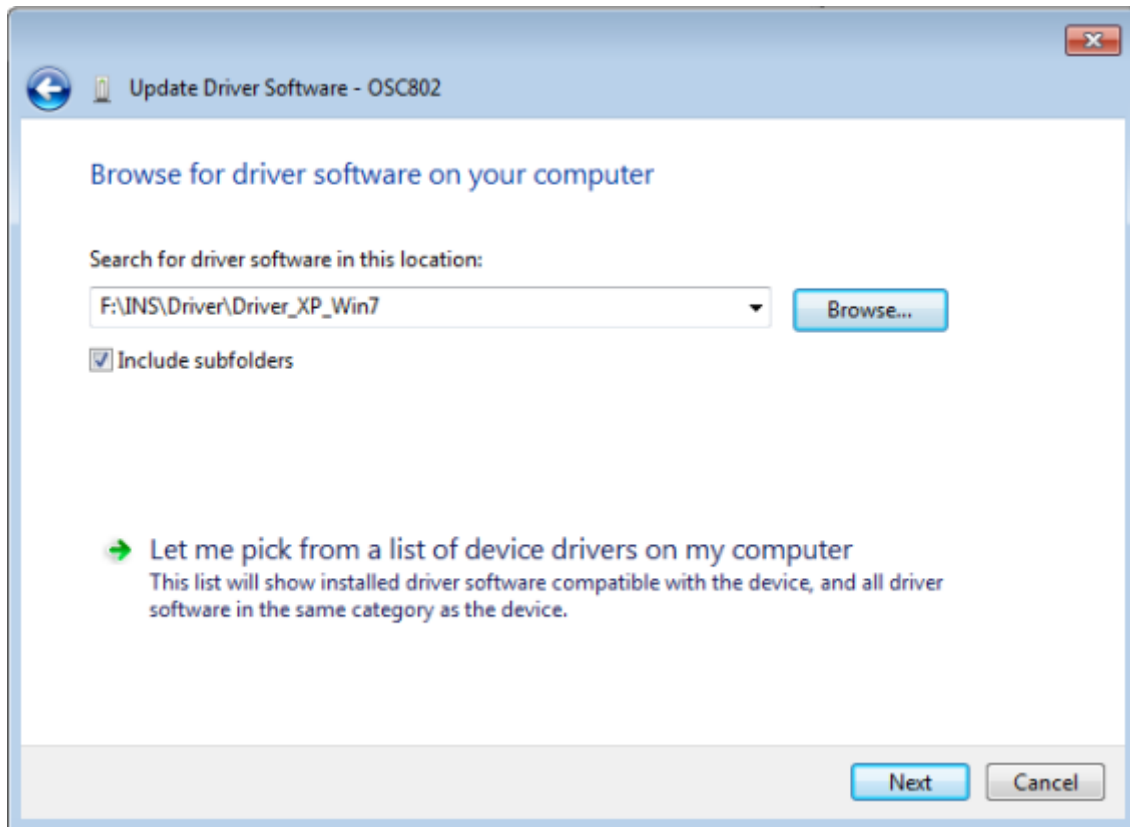 Update Driver Software - OSC802
Browse for driver software on your computer
Search for driver software in this location:
F:\INS\Driver\Driver_XP_Win7
Browse...
Include subfolders
Let me pick from a list of device drivers on my computer
This list will show installed driver software compatible with the device, and all driver
software in the same category as the device.
Next
Cancel